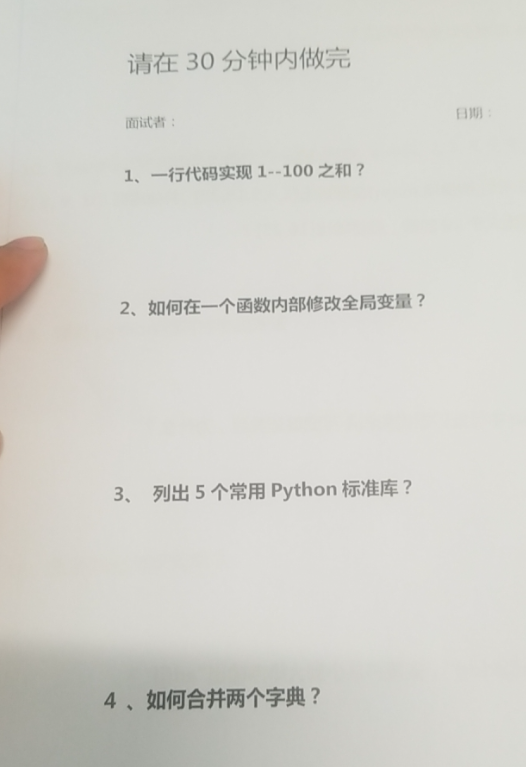 请在 30 分钟内做完
面试者：
日期：
1、一行代码实现 1--100 之和？
2、如何在一个函数内部修改全局变量？
3、 列出 5 个常用 Python 标准库？
4 、如何合并两个字典？